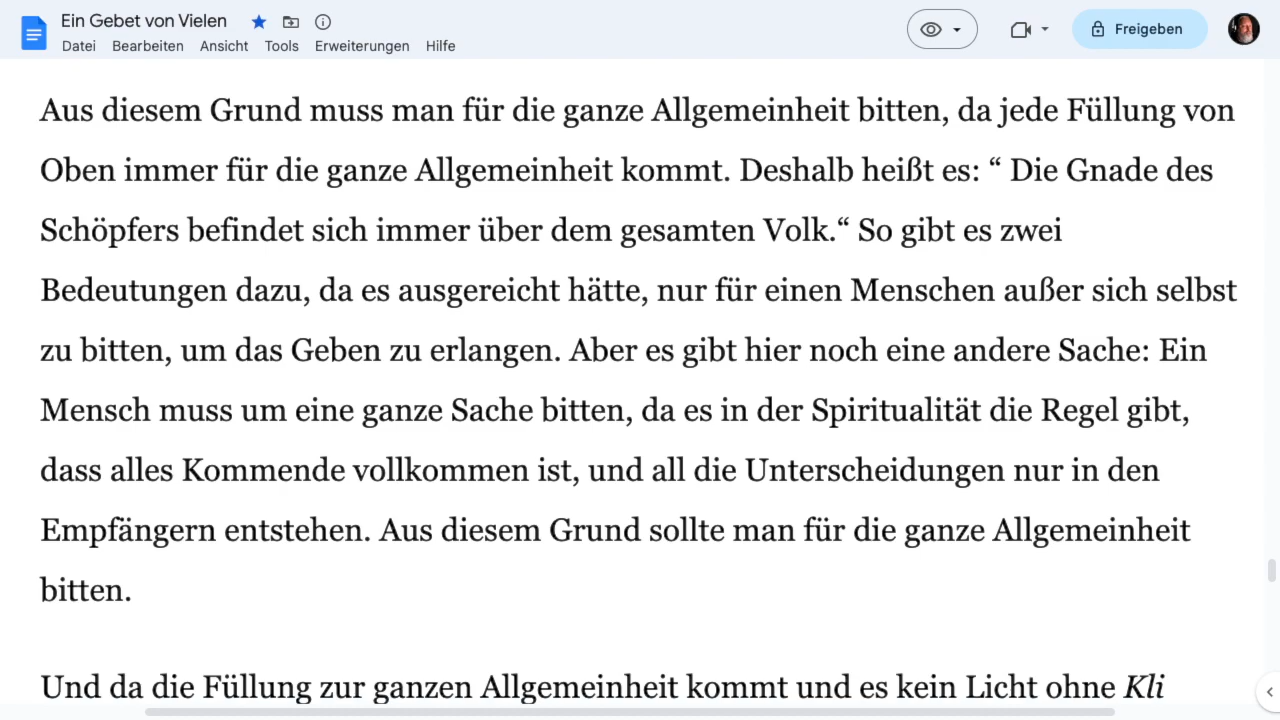 Ein Gebet von Vielen
Datei Bearbeiten Ansicht Tools Erweiterungen Hilfe
Freigeben
Aus diesem Grund muss man für die ganze Allgemeinheit bitten, da jede Füllung von
Oben immer für die ganze Allgemeinheit kommt. Deshalb heißt es: “ Die Gnade des
Schöpfers befindet sich immer über dem gesamten Volk.“ So gibt es zwei
Bedeutungen dazu, da es ausgereicht hätte, nur für einen Menschen außer sich selbst
zu bitten, um das Geben zu erlangen. Aber es gibt hier noch eine andere Sache: Ein
Mensch muss um eine ganze Sache bitten, da es in der Spiritualität die Regel gibt,
dass alles Kommende vollkommen ist, und all die Unterscheidungen nur in den
Empfängern entstehen. Aus diesem Grund sollte man für die ganze Allgemeinheit
bitten.
Und da die Füllung zur ganzen Allgemeinheit kommt und es kein Licht ohne Kli